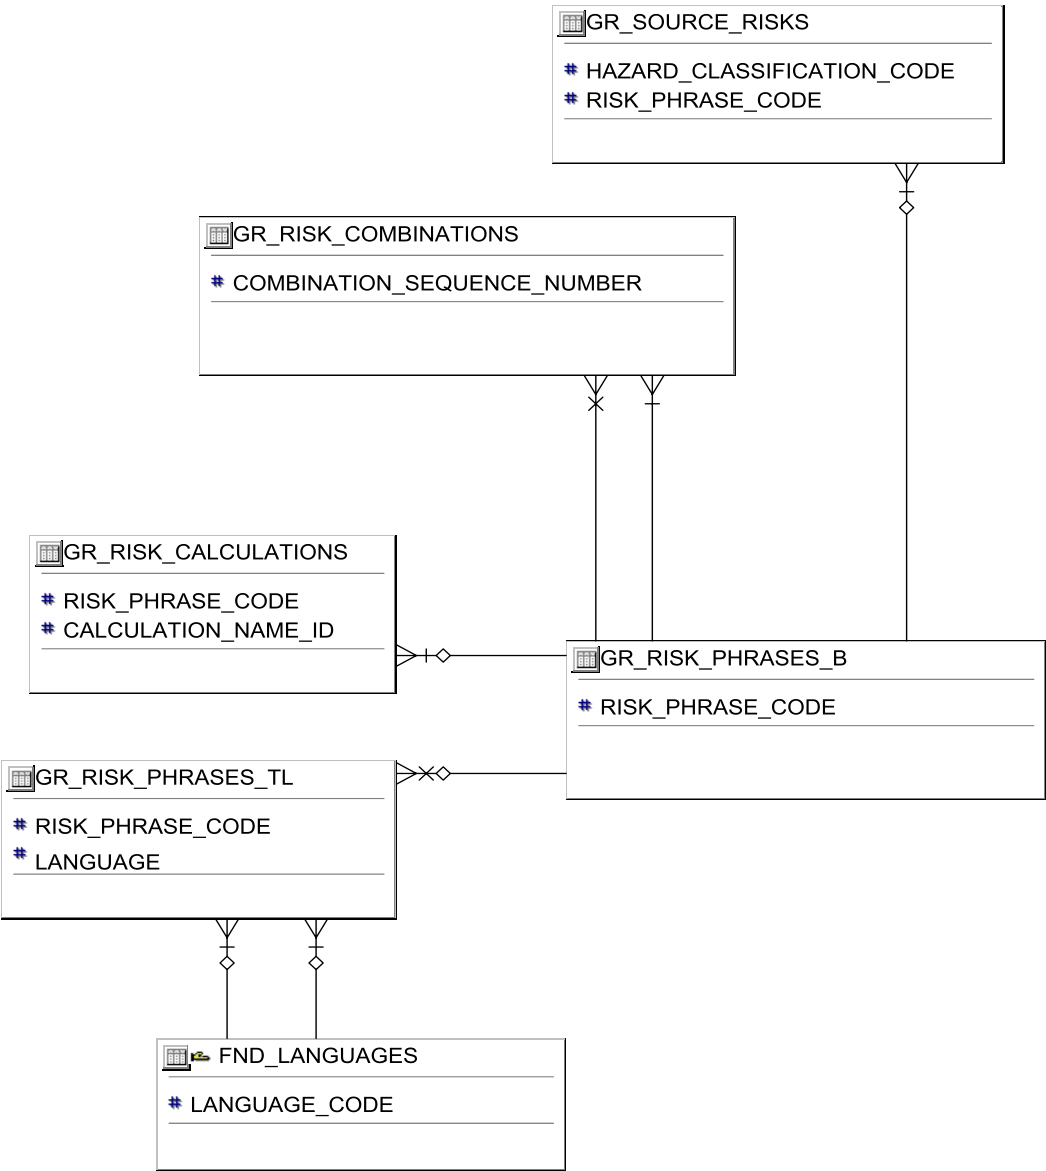 GR_SOURCE_RISKS
# HAZARD_CLASSIFICATION_CODE
# RISK_PHRASE_CODE
GR_RISK_COMBINATIONS
# COMBINATION_SEQUENCE_NUMBER
GR_RISK_CALCULATIONS
# RISK_PHRASE_CODE
# CALCULATION_NAME_ID
GR_RISK_PHRASES_B
# RISK_PHRASE_CODE
GR_RISK_PHRASES_TL
# RISK_PHRASE_CODE
# LANGUAGE
FND_LANGUAGES
# LANGUAGE_CODE